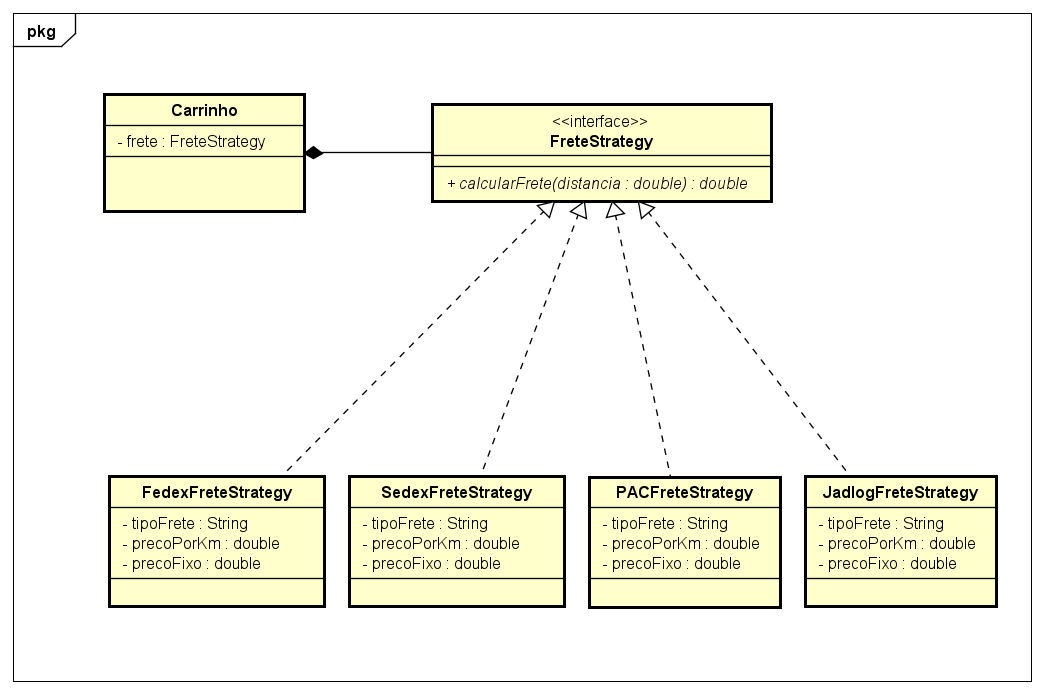 pkg
Carrinho
- frete : FreteStrategy
<<interface>>
FreteStrategy
+ calcularFrete(distancia : double) : double
FedexFreteStrategy
- tipoFrete : String
- precoPorKm : double
- precoFixo : double
SedexFreteStrategy
- tipoFrete : String
- precoPorKm : double
- precoFixo : double
PACFreteStrategy
- tipoFrete : String
- precoPorKm : double
- precoFixo : double
JadlogFreteStrategy
- tipoFrete : String
- precoPorKm : double
- precoFixo : double